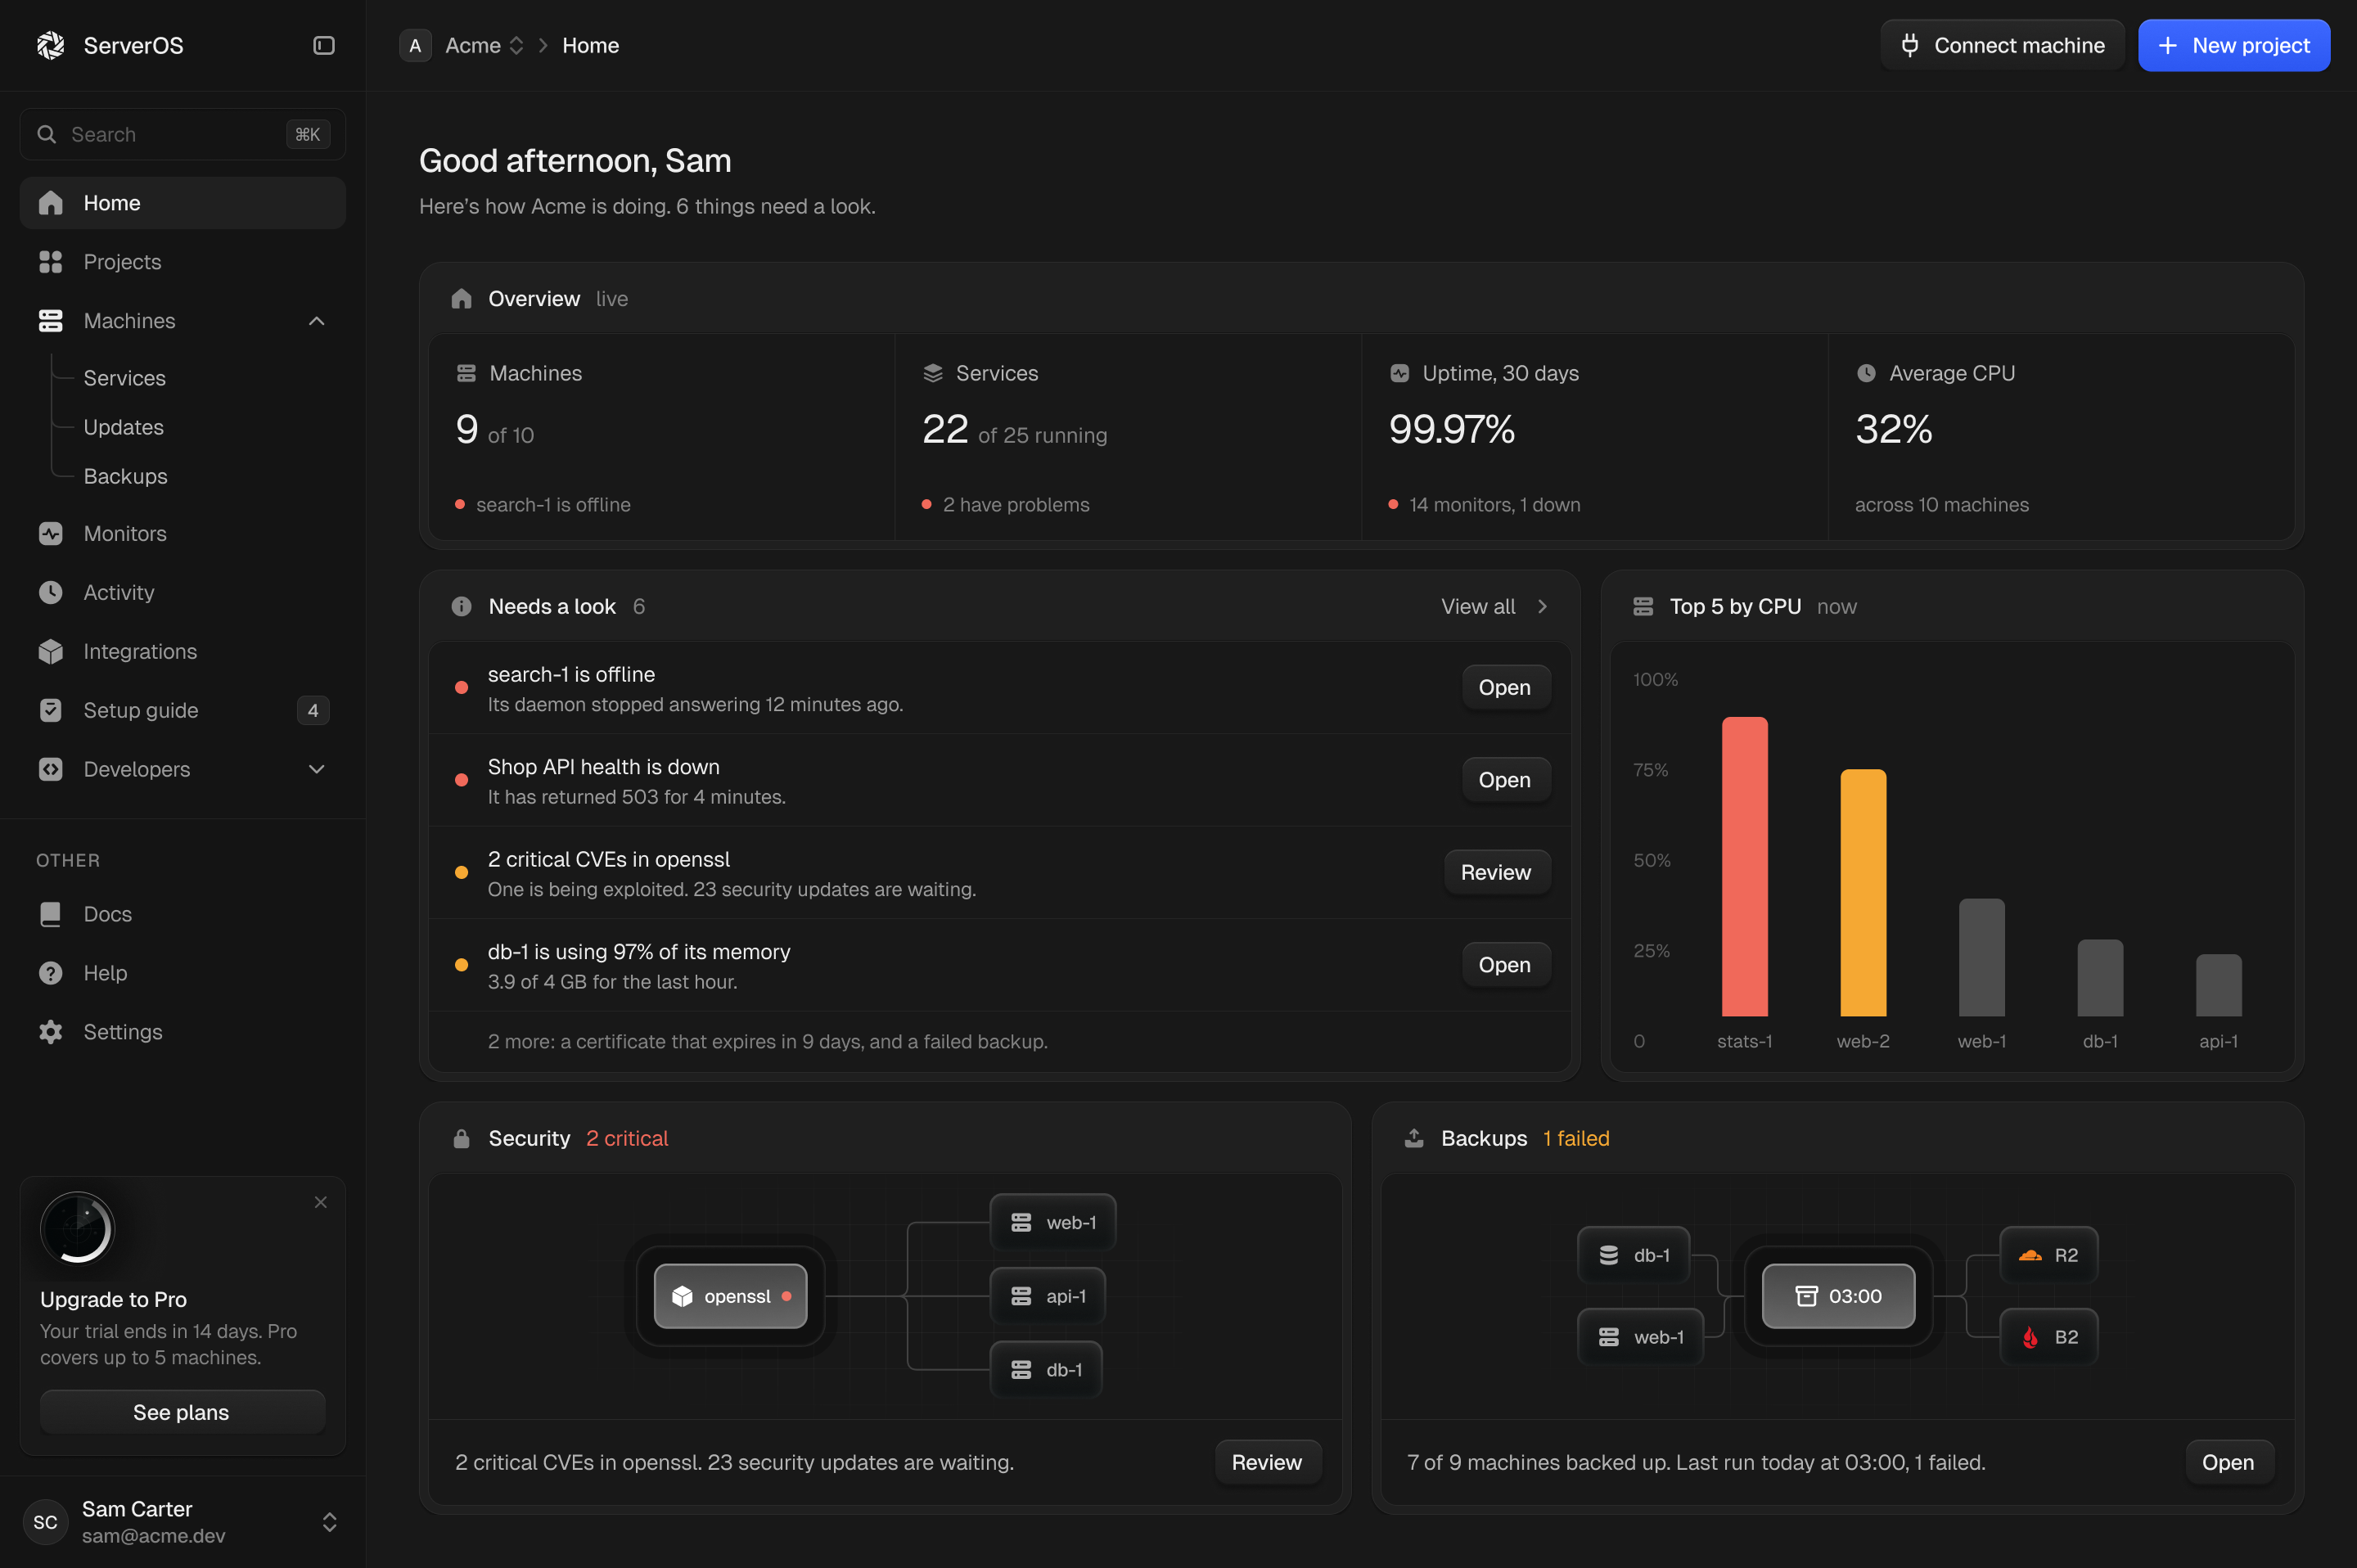 ServerOS
Search ⌘K
Home
Projects
Machines
Services
Updates
Backups
Monitors
Activity
Integrations
Setup guide 4
Developers
OTHER
Docs
Help
Settings
Upgrade to Pro
Your trial ends in 14 days. Pro
covers up to 5 machines.
See plans
SC Sam Carter
sam@acme.dev
A Acme Home
Connect machine
New project
Good afternoon, Sam
Here’s how Acme is doing. 6 things need a look.
Overview live
Machines
9 of 10
search-1 is offline
Services
22 of 25 running
2 have problems
Uptime, 30 days
99.97%
14 monitors, 1 down
Average CPU
32%
across 10 machines
Needs a look 6
View all
search-1 is offline
Its daemon stopped answering 12 minutes ago.
Open
Shop API health is down
It has returned 503 for 4 minutes.
Open
2 critical CVEs in openssl
One is being exploited. 23 security updates are waiting.
Review
db-1 is using 97% of its memory
3.9 of 4 GB for the last hour.
Open
2 more: a certificate that expires in 9 days, and a failed backup.
Top 5 by CPU now
100%
75%
50%
25%
0 stats-1 web-2 web-1 db-1 api-1
Security 2 critical
openssl
web-1
api-1
db-1
2 critical CVEs in openssl. 23 security updates are waiting.
Review
Backups 1 failed
db-1
web-1
03:00
R2
B2
7 of 9 machines backed up. Last run today at 03:00, 1 failed.
Open